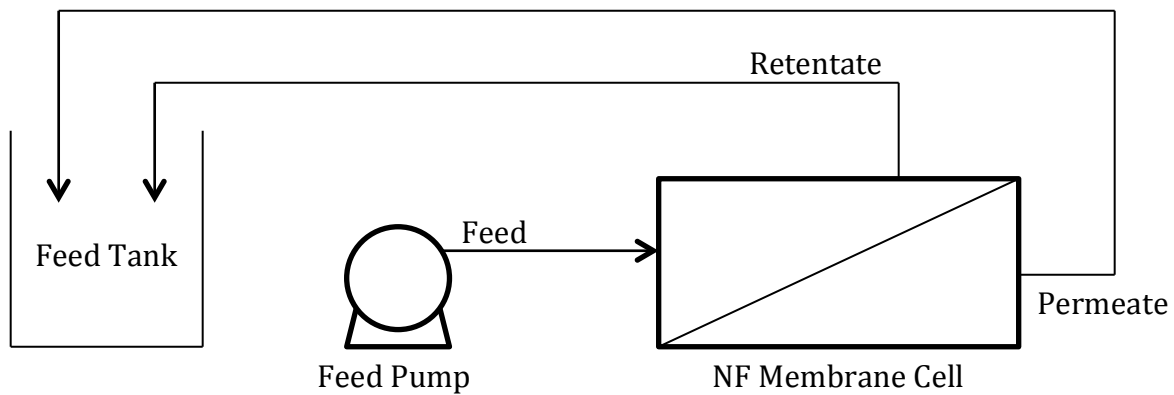 Retentate
Feed
Feed Tank
Permeate
Feed Pump
NF Membrane Cell